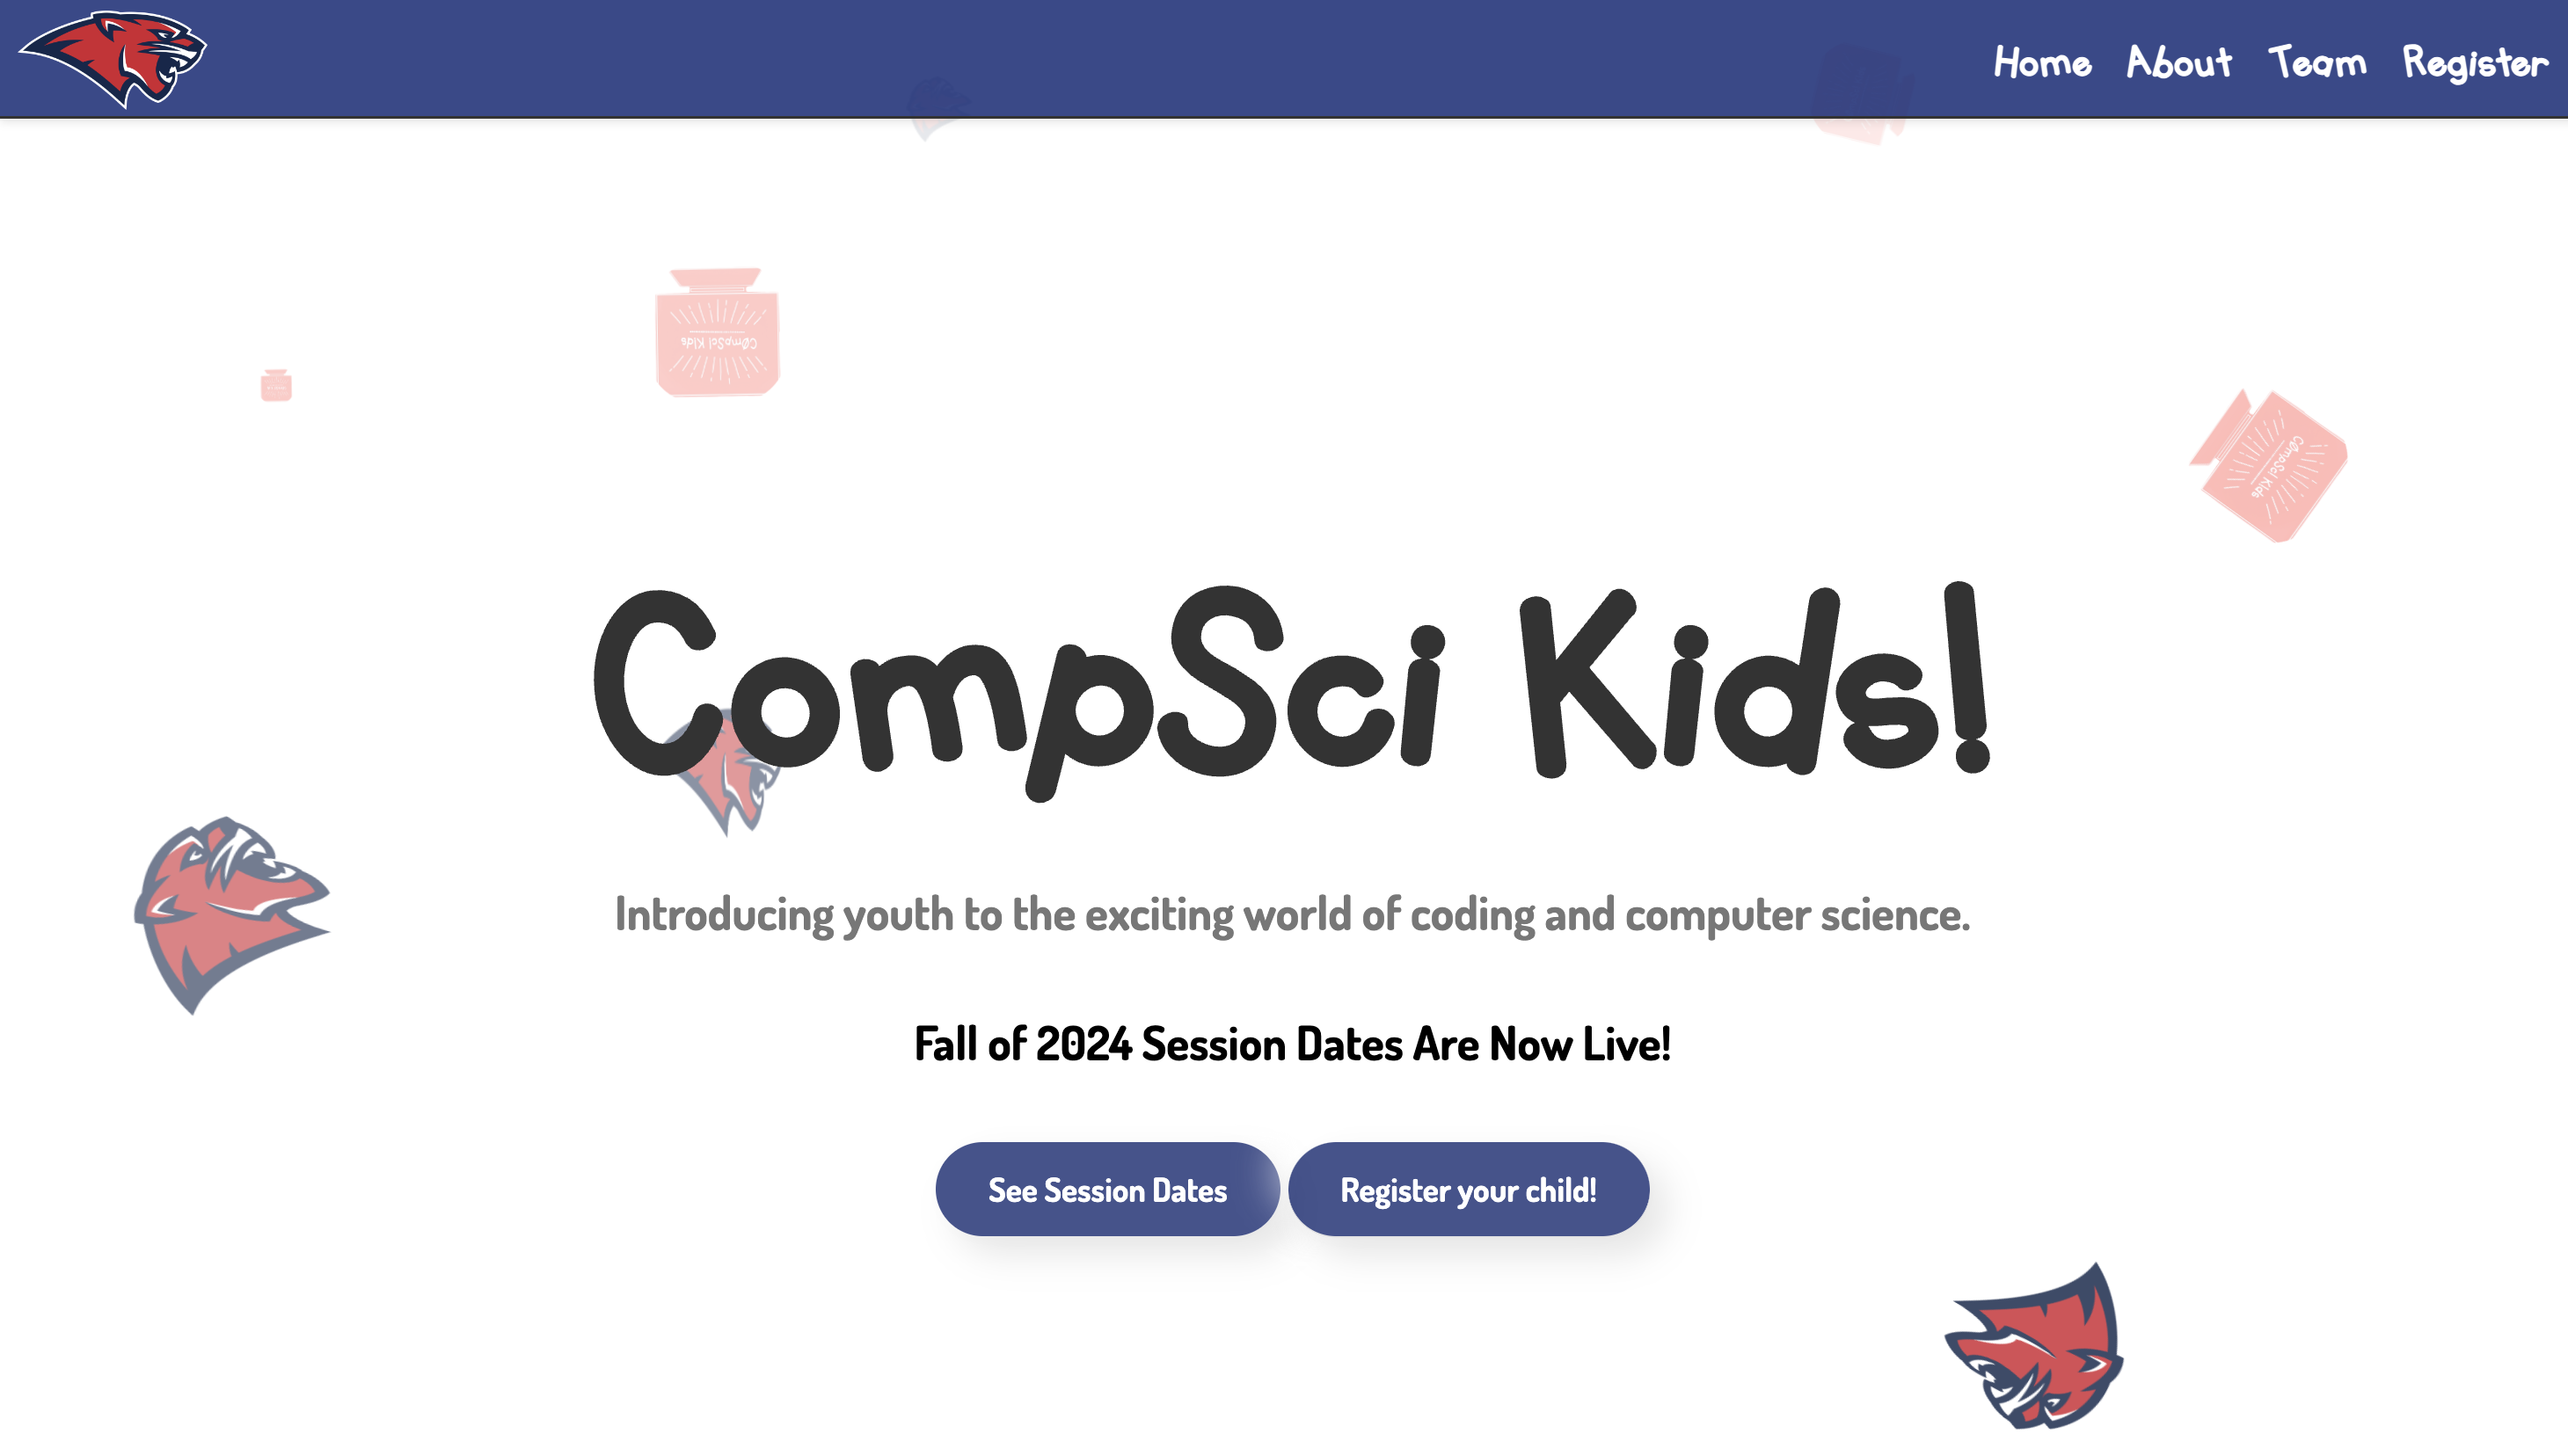 Home About Team Register
CompSci Kids
CompSci Kids
CompSci Kids!
Introducing youth to the exciting world of coding and computer science.
Fall of 2024 Session Dates Are Now Live!
See Session Dates Register your child!